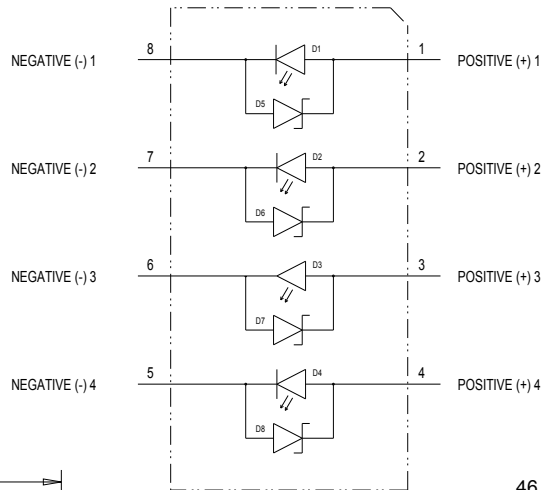 NEGATIVE (-) 1 8 D1 1 POSITIVE (+) 1
D5
NEGATIVE (-) 2 7 D2 2 POSITIVE (+) 2
D6
NEGATIVE (-) 3 6 D3 3 POSITIVE (+) 3
D7
NEGATIVE (-) 4 5 D4 4 POSITIVE (+) 4
D8
46